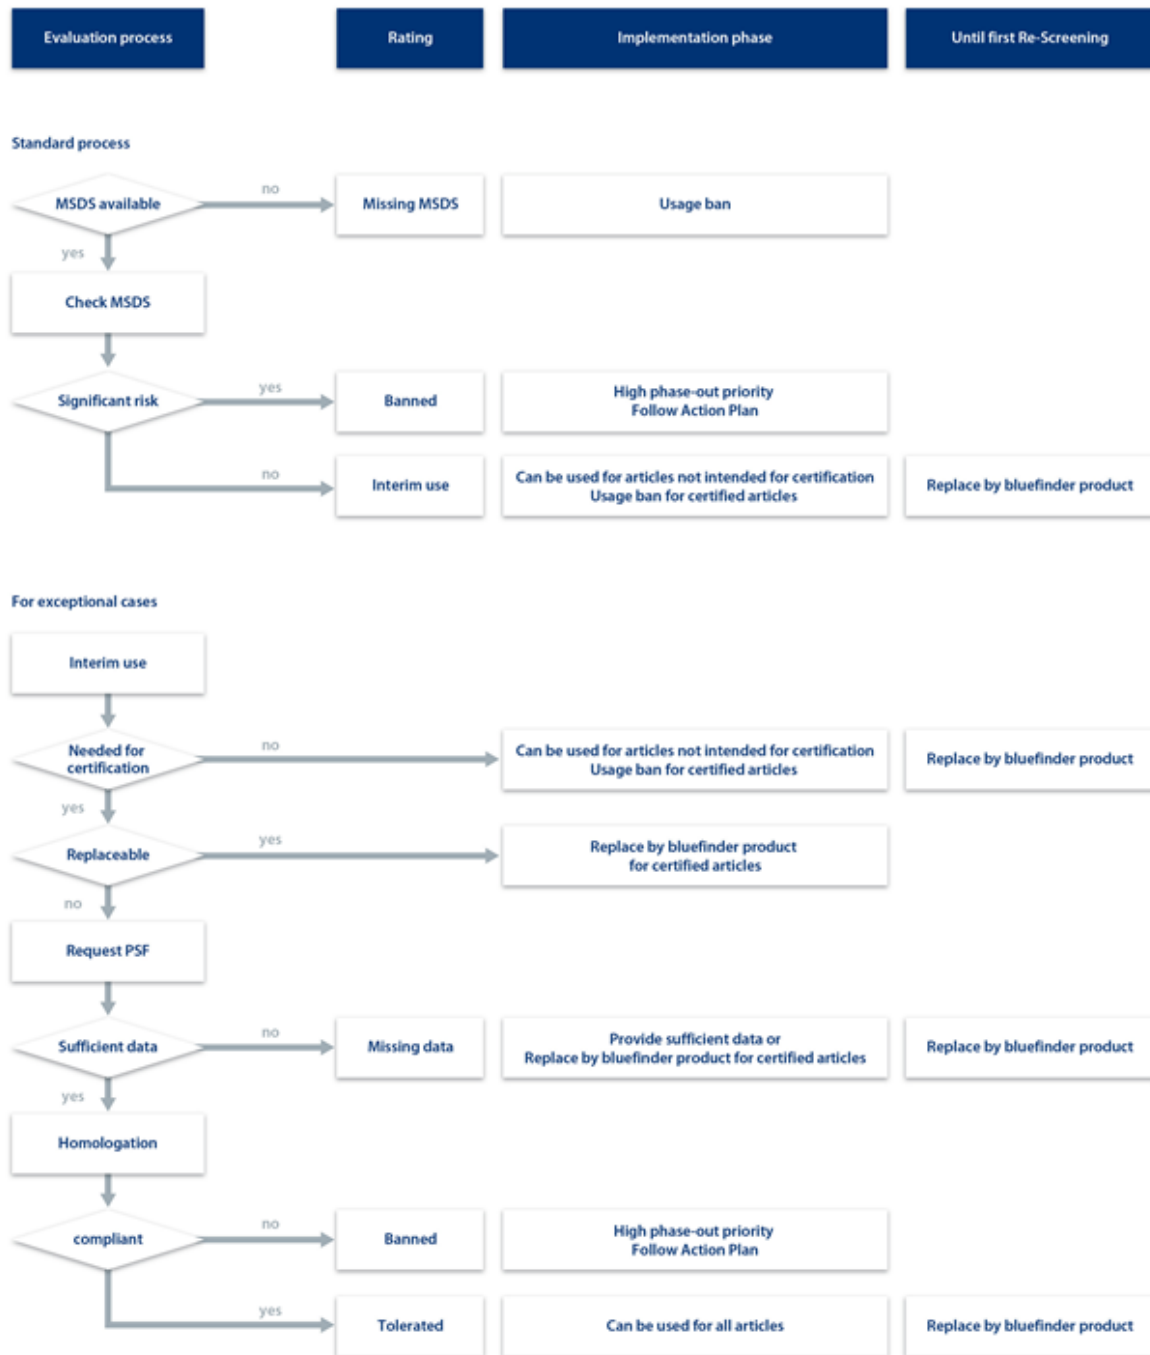 Evaluation process
Rating
Implementation phase
Until first Re-Screening
Standard process
MSDS available
no
Missing MSDS
Usage ban
yes
Check MSDS
Significant risk
yes
Banned
High phase-out priority
Follow Action Plan
no
Interim use
Can be used for articles not intended for certification
Usage ban for certified articles
Replace by bluefinder product
For exceptional cases
Interim use
Needed for
certification
no
Can be used for articles not intended for certification
Usage ban for certified articles
Replace by bluefinder product
yes
Replaceable
yes
Replace by bluefinder product
for certified articles
no
Request PSF
Sufficient data
no
Missing data
Provide sufficient data or
Replace by bluefinder product for certified articles
Replace by bluefinder product
yes
Homologation
compliant
no
Banned
High phase-out priority
Follow Action Plan
yes
Tolerated
Can be used for all articles
Replace by bluefinder product